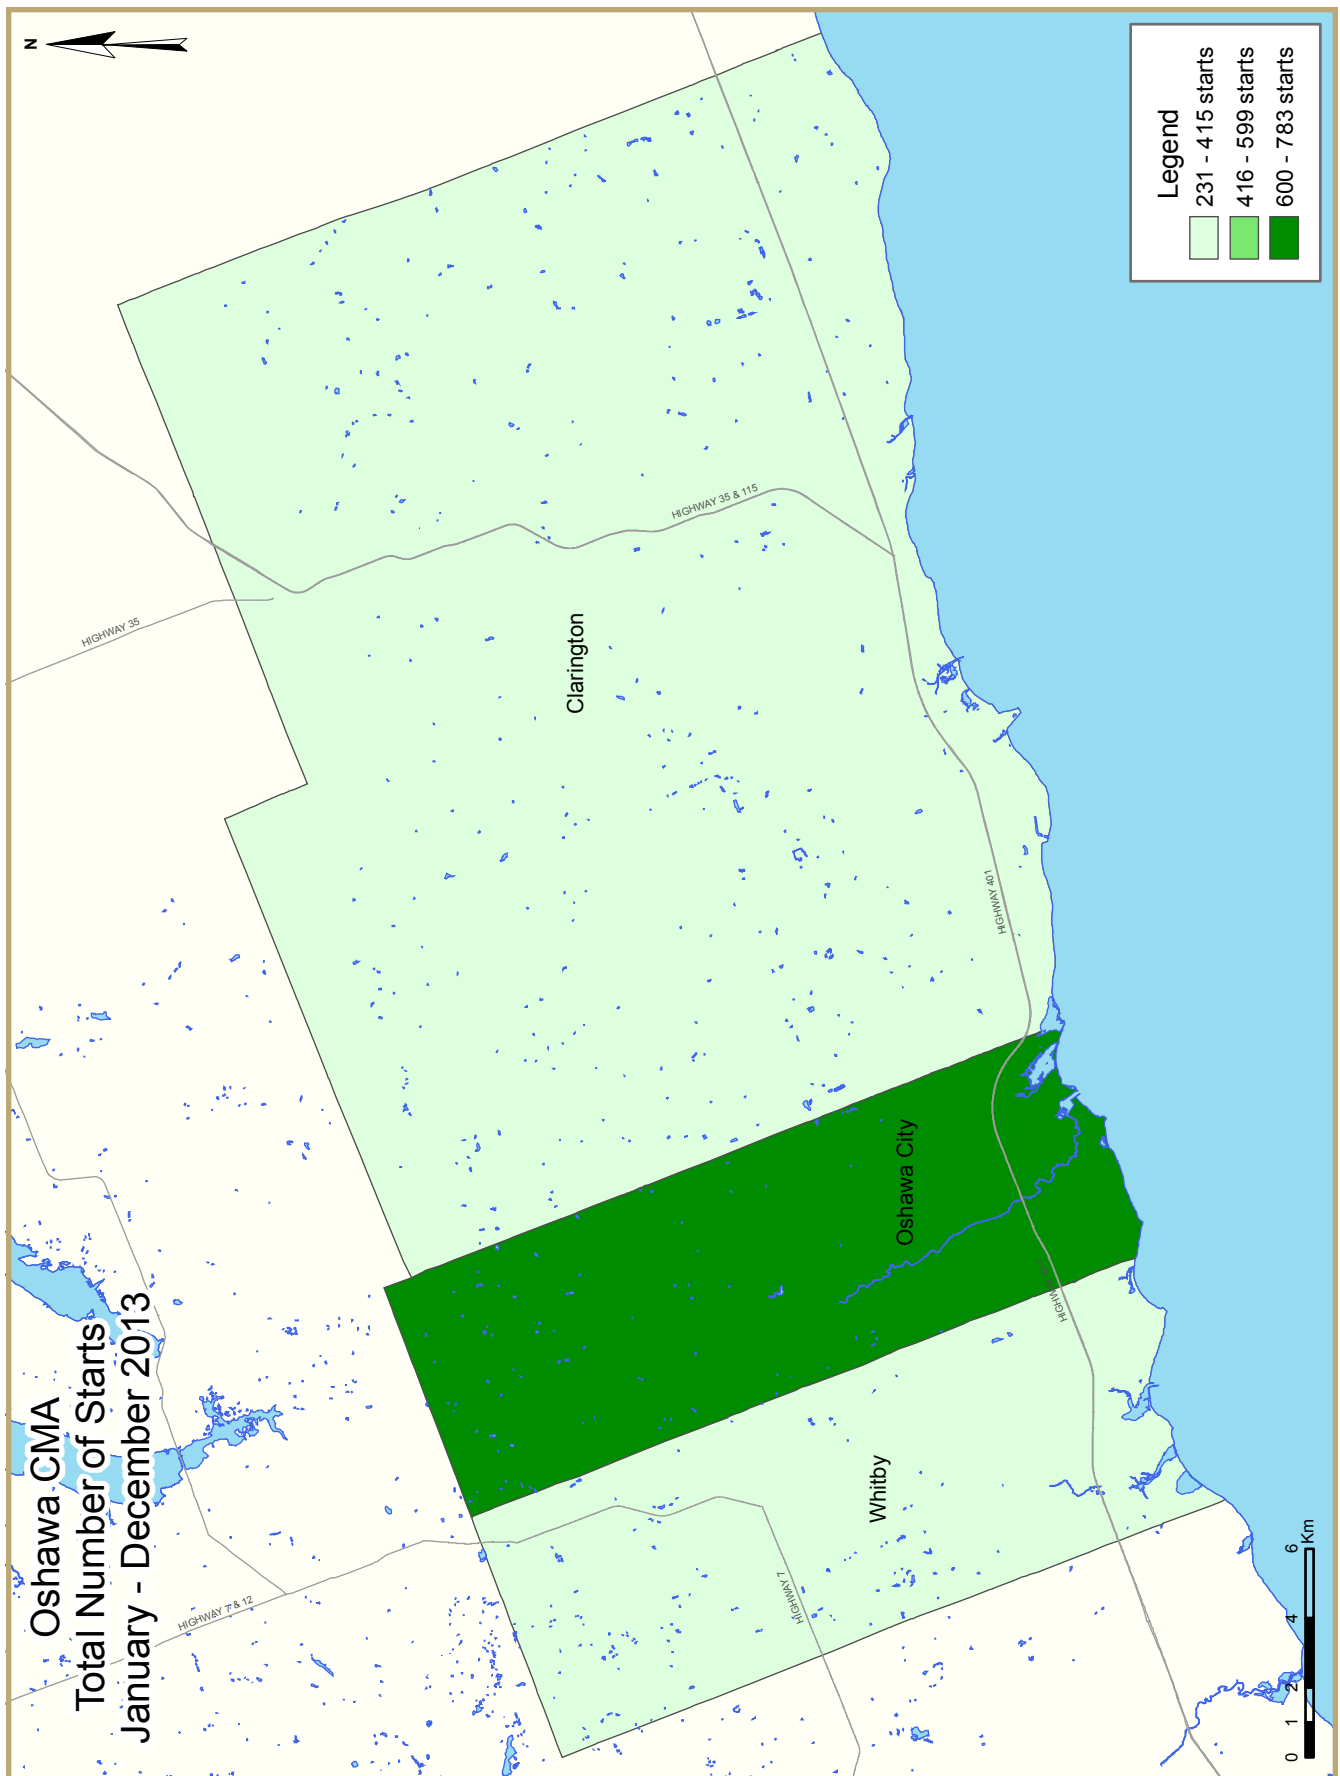 Oshawa CMA
Total Number of Starts
January - December 2013
N
HIGHWAY 7 & 12
HIGHWAY 35
HIGHWAY 35 & 115
HIGHWAY 7
HIGHWAY 401
Whitby
Oshawa City
Clarington
Legend
231 - 415 starts
416 - 599 starts
600 - 783 starts
0 1 2 4 6
Km